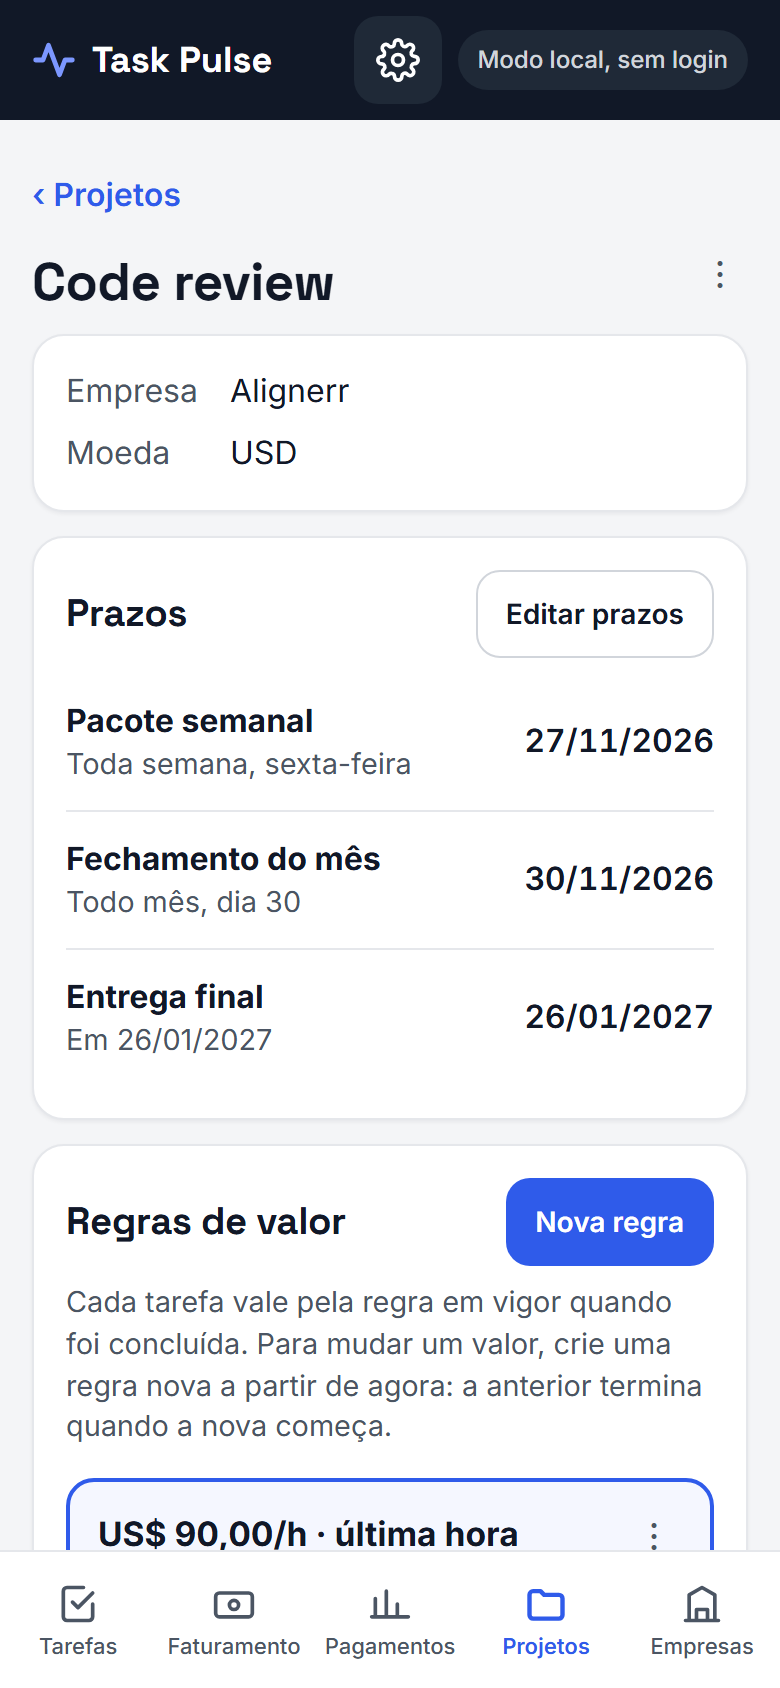 Task Pulse
Modo local, sem login
‹ Projetos
Code review
Empresa Alignerr
Moeda USD
Prazos
Editar prazos
Pacote semanal
Toda semana, sexta-feira
27/11/2026
Fechamento do mês
Todo mês, dia 30
30/11/2026
Entrega final
Em 26/01/2027
26/01/2027
Regras de valor
Nova regra
Cada tarefa vale pela regra em vigor quando
foi concluída. Para mudar um valor, crie uma
regra nova a partir de agora: a anterior termina
quando a nova começa.
US$ 90,00/h · última hora
Tarefas
Faturamento
Pagamentos
Projetos
Empresas